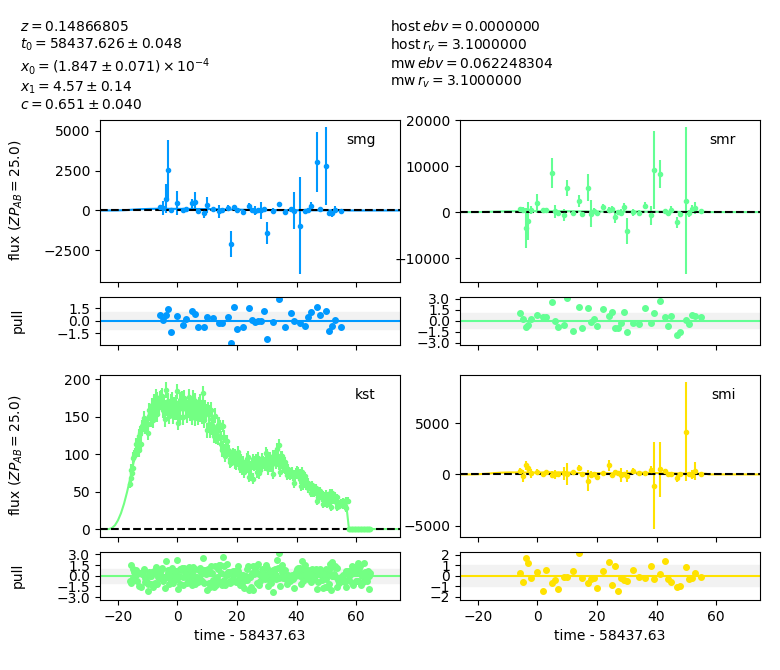 z = 0.14866805
t₀ = 58437.626 ± 0.048
x₀ = (1.847 ± 0.071) × 10⁻⁴
x₁ = 4.57 ± 0.14
c = 0.651 ± 0.040
host ebv = 0.0000000
host r_v = 3.1000000
mw ebv = 0.062248304
mw r_v = 3.1000000
flux (ZP_AB = 25.0)
5000
2500
0
−2500
smg
20000
10000
0
−10000
smr
pull
1.5
0.0
−1.5
3.0
1.5
0.0
−1.5
−3.0
flux (ZP_AB = 25.0)
200
150
100
50
0
kst
5000
0
−5000
smi
pull
3.0
1.5
0.0
−1.5
−3.0
2
1
0
−1
−2
−20 0 20 40 60
−20 0 20 40 60
time - 58437.63
time - 58437.63